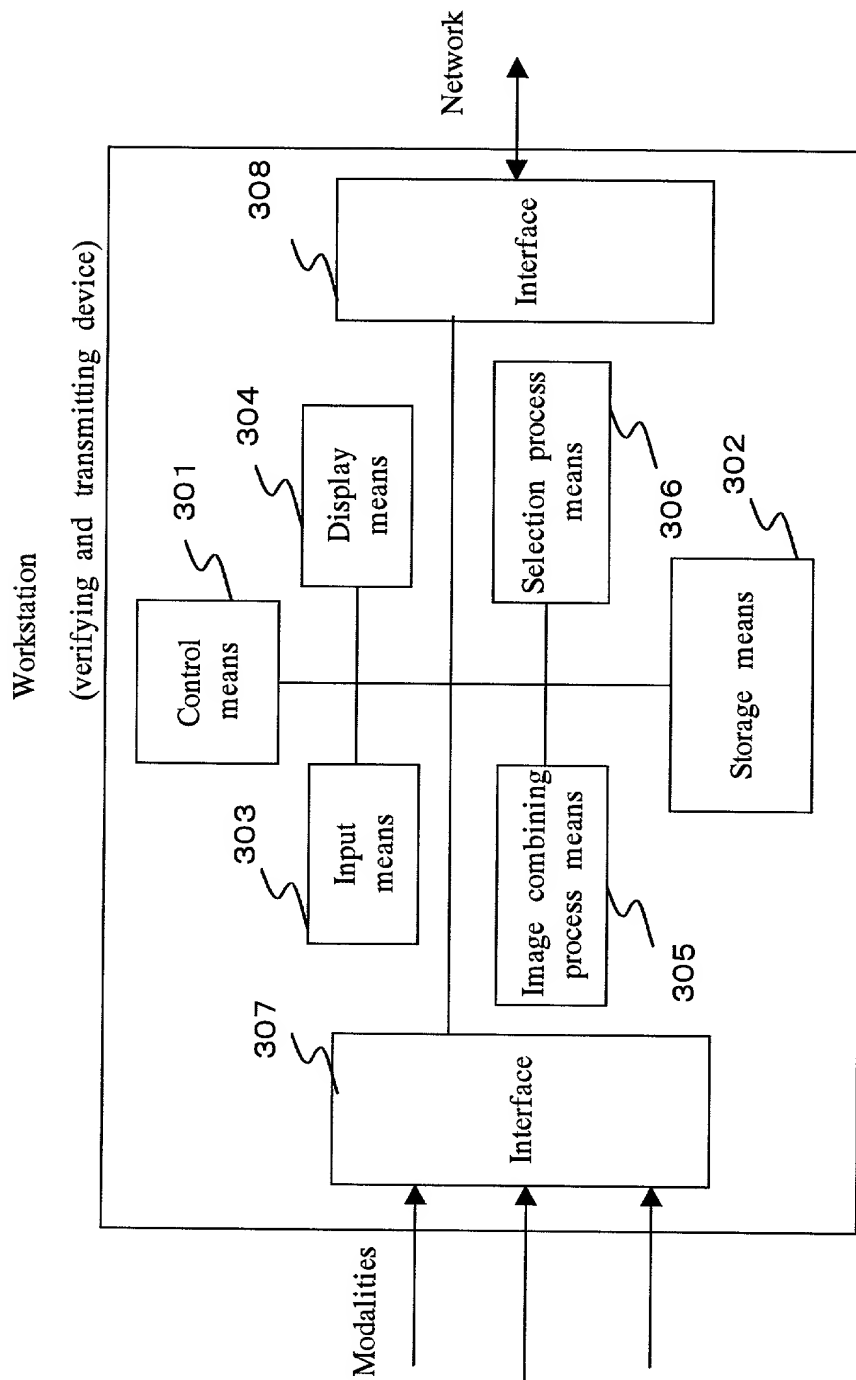 Workstation
(verifying and transmitting device)
301
Control
means
303
Input
means
304
Display
means
307
Interface
308
Interface
Modalities
Network
Image combining
process means
305
Selection process
means
306
302
Storage means